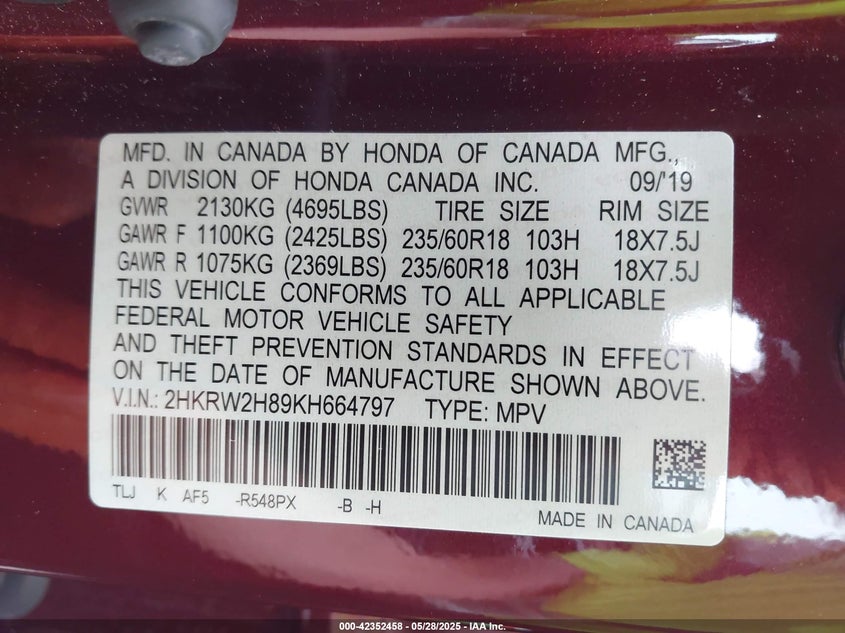 MFD. IN CANADA BY HONDA OF CANADA MFG.,
A DIVISION OF HONDA CANADA INC. 09/'19
GVWR 2130KG (4695LBS) TIRE SIZE RIM SIZE
GAWR F 1100KG (2425LBS) 235/60R18 103H 18X7.5J
GAWR R 1075KG (2369LBS) 235/60R18 103H 18X7.5J
THIS VEHICLE CONFORMS TO ALL APPLICABLE
FEDERAL MOTOR VEHICLE SAFETY
AND THEFT PREVENTION STANDARDS IN EFFECT
ON THE DATE OF MANUFACTURE SHOWN ABOVE.
V.I.N.: 2HKRW2H89KH664797 TYPE: MPV
TLJ K AF5 -R548PX -B -H
MADE IN CANADA
000-42352458 - 05/28/2025 - IAA Inc.